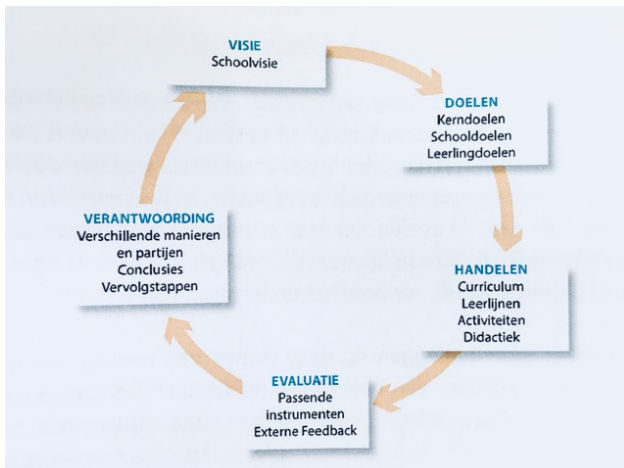 VISIE
Schoolvisie
DOELEN
Kerndoelen
Schooldoelen
Leerlingdoelen
HANDELEN
Curriculum
Leerlijnen
Activiteiten
Didactiek
EVALUATIE
Passende
instrumenten
Externe Feedback
VERANTWOORDING
Verschillende manieren
en partijen
Conclusies
Vervolgstappen